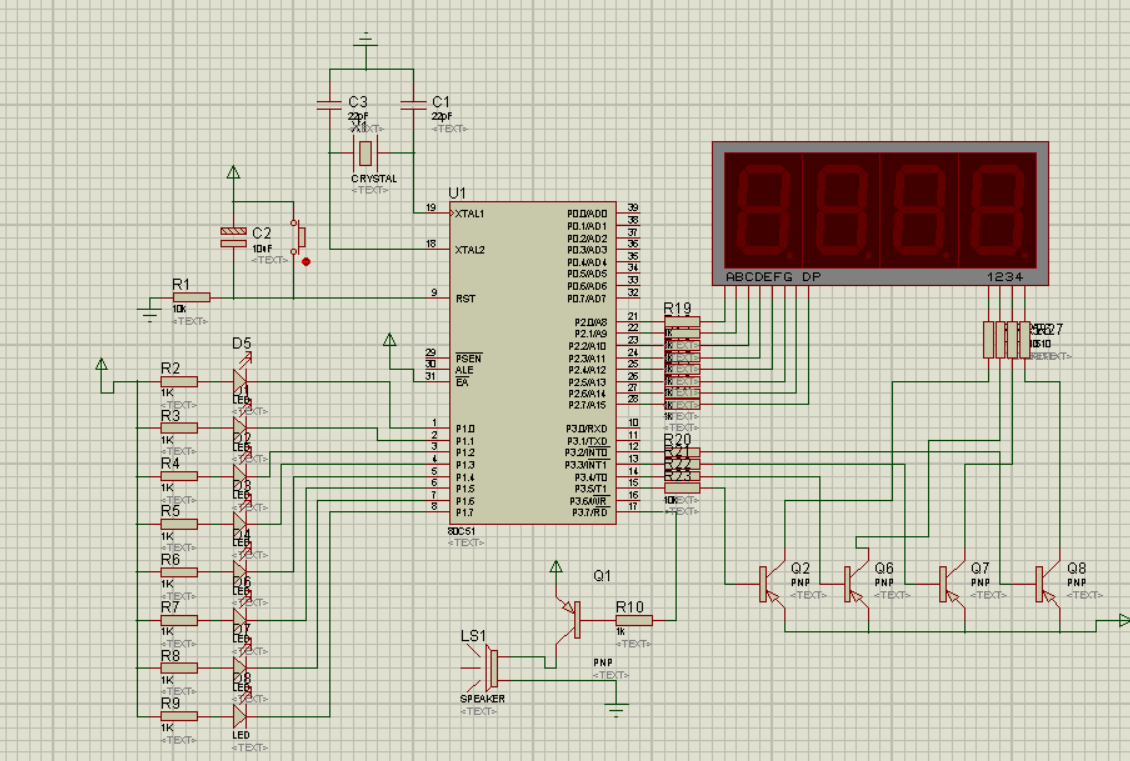 C3
22pF
<TEXT>
C1
22pF
<TEXT>
CRYSTAL
<TEXT>
C2
<TEXT>
R1
10k
<TEXT>
U1
19
XTAL1
18
XTAL2
9
RST
29
PSEN
30
ALE
31
EA
1
P1.0
2
P1.1
3
P1.2
4
P1.3
5
P1.4
6
P1.5
7
P1.6
8
P1.7
P0.0/AD0
39
P0.1/AD1
38
P0.2/AD2
37
P0.3/AD3
36
P0.4/AD4
35
P0.5/AD5
34
P0.6/AD6
33
P0.7/AD7
32
P2.0/A8
21
P2.1/A9
22
P2.2/A10
23
P2.3/A11
24
P2.4/A12
25
P2.5/A13
26
P2.6/A14
27
P2.7/A15
28
P3.0/RXD
10
P3.1/TXD
11
P3.2/INT0
12
P3.3/INT1
13
P3.4/T0
14
P3.5/T1
15
P3.6/WR
16
P3.7/RD
17
80C51
<TEXT>
ABCDEFG DP
1234
R19
1K
<TEXT>
R20
R21
R22
R23
10k
<TEXT>
D5
R2
1K
<TEXT>
R3
1K
<TEXT>
R4
1K
<TEXT>
R5
1K
<TEXT>
R6
1K
<TEXT>
R7
1K
<TEXT>
R8
1K
<TEXT>
R9
1K
<TEXT>
D1
LED
D2
D3
D4
LED
D6
D7
LED
D8
LED
LED
<TEXT>
Q1
PNP
<TEXT>
R10
1k
<TEXT>
LS1
SPEAKER
<TEXT>
Q2
PNP
<TEXT>
Q6
PNP
<TEXT>
Q7
PNP
<TEXT>
Q8
PNP
<TEXT>